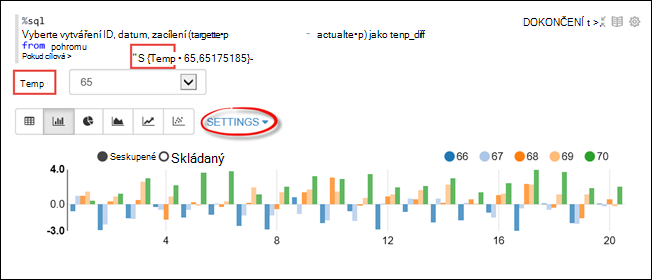 %sql
DOKONČENÍ t >
Vyberte vytváření ID, datum, zacílení (targette•p - actualte•p) jako tenp_diff
from pohromu
Pokud cílová >
"S {Temp • 65,65175185}-
Temp 65
SETTINGS
Seskupené Skládaný 66 67 68 69 70
4.0
0.0
-3.0
4 8 12 16 20